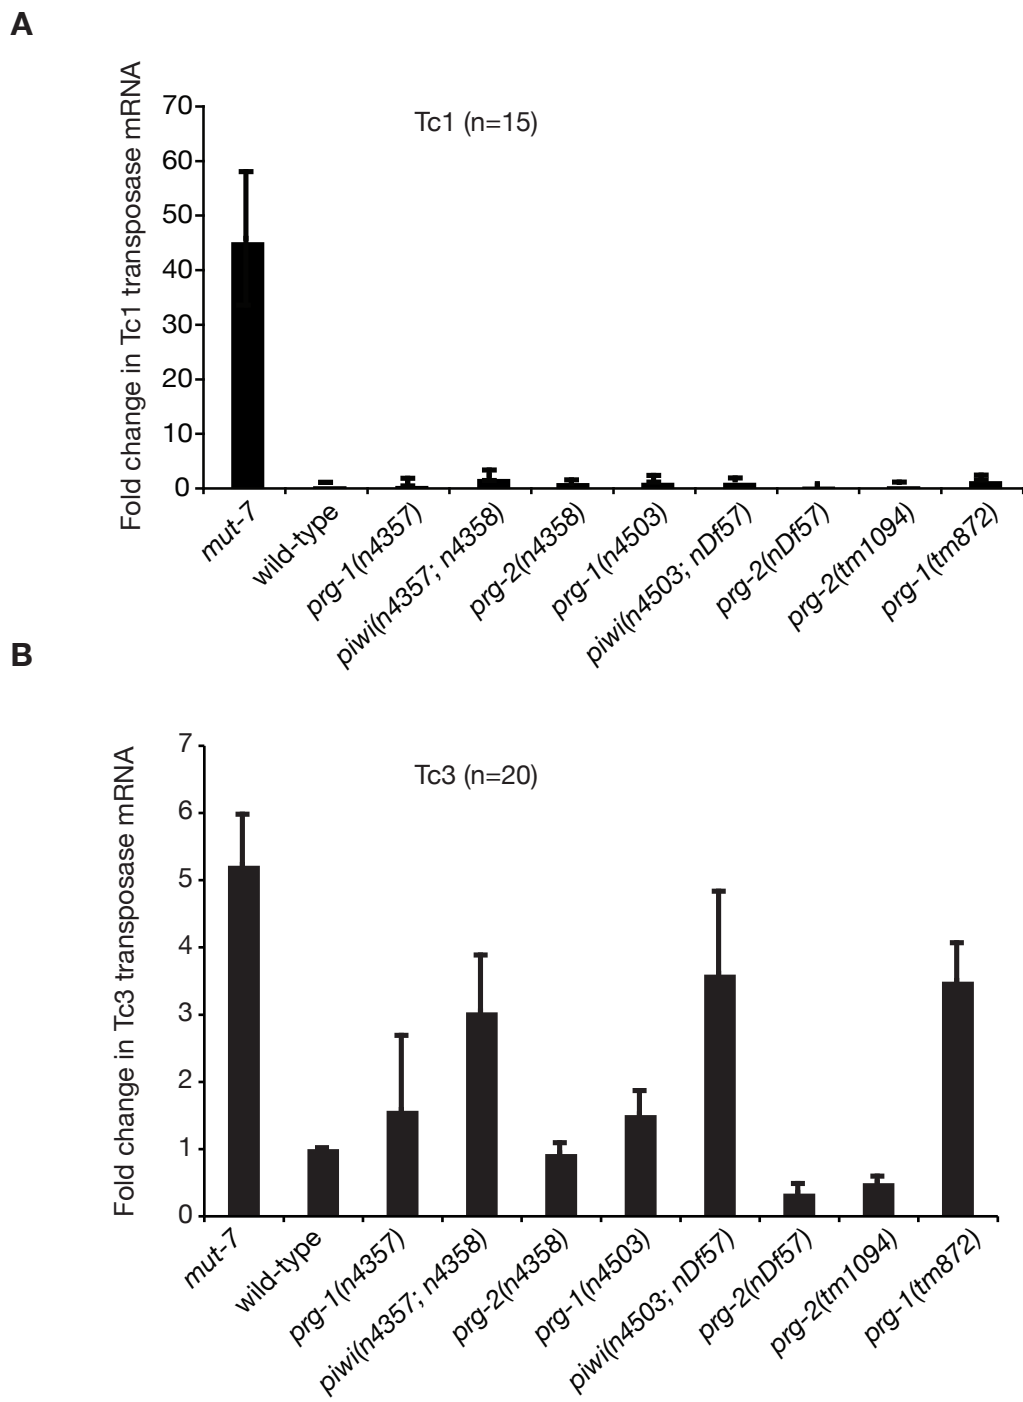 A
Fold change in Tc1 transposase mRNA
Tc1 (n=15)
70
60
50
40
30
20
10
0
mut-7
wild-type
prg-1(n4357)
piwi(n4357; n4358)
prg-2(n4358)
prg-1(n4503)
piwi(n4503; nDf57)
prg-2(nDf57)
prg-2(tm1094)
prg-1(tm872)
B
Fold change in Tc3 transposase mRNA
Tc3 (n=20)
7
6
5
4
3
2
1
0
mut-7
wild-type
prg-1(n4357)
piwi(n4357; n4358)
prg-2(n4358)
prg-1(n4503)
piwi(n4503; nDf57)
prg-2(nDf57)
prg-2(tm1094)
prg-1(tm872)